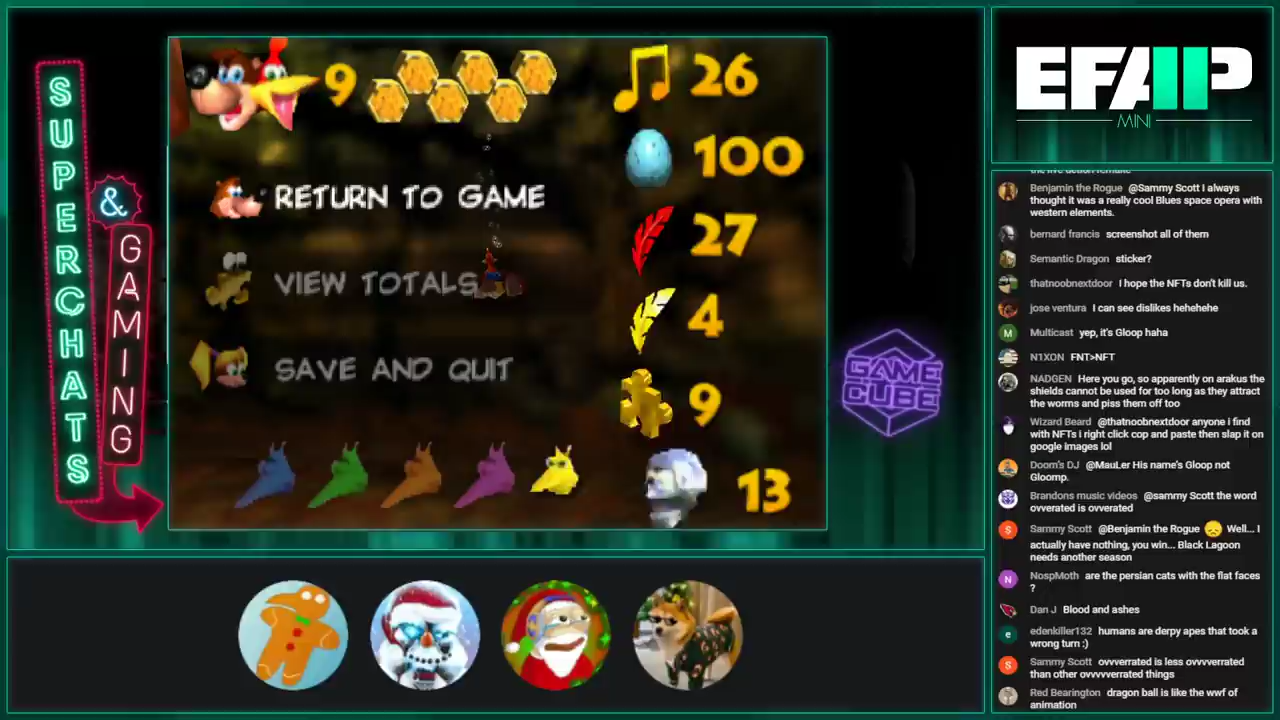 SUPERCHATS
&
GAMING
9
26
100
RETURN TO GAME
27
VIEW TOTALS
4
SAVE AND QUIT
9
13
GAME
CUBE
EFAP
MINI
the live action remake
Benjamin the Rogue @Sammy Scott I always
thought it was a really cool Blues space opera with
western elements.
bernard francis screenshot all of them
Semantic Dragon sticker?
thatnoobnextdoor I hope the NFTs don't kill us.
jose ventura I can see dislikes hehehehe
M
Multicast yep, it's Gloop haha
N1XON FNT>NFT
NADGEN Here you go, so apparently on arakus the
shields cannot be used for too long as they attract
the worms and piss them off too
Wizard Beard @thatnoobnextdoor anyone i find
with NFTs i right click cop and paste then slap it on
google images lol
Doom's DJ @MauLer His name's Gloop not
Gloomp.
Brandons music videos @sammy Scott the word
ovverated is ovverated
S
Sammy Scott @Benjamin the Rogue 😞 Well... I
actually have nothing, you win... Black Lagoon
needs another season
N
NospMoth are the persian cats with the flat faces
?
Dan J Blood and ashes
e
edenkiller132 humans are derpy apes that took a
wrong turn :)
S
Sammy Scott ovvverrated is less ovvvverrated
than other ovvvvverrated things
Red Bearington dragon ball is like the wwf of
animation